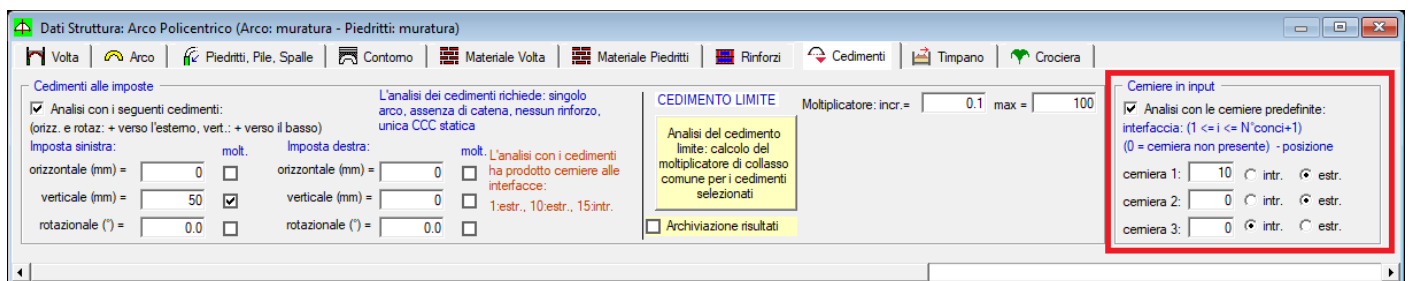 Dati Struttura: Arco Policentrico (Arco: muratura - Piedritti: muratura)
Volta Arco Piedritti, Pile, Spalle Contorno Materiale Volta Materiale Piedritti Rinforzi Cedimenti Timpano Crociera
Cedimenti alle imposte
Analisi con i seguenti cedimenti:
(orizz. e rotaz: + verso l'esterno, vert.: + verso il basso)
L'analisi dei cedimenti richiede: singolo
arco, assenza di catena, nessun rinforzo,
unica CCC statica
Imposta sinistra: molt.
orizzontale (mm) = 0
verticale (mm) = 50
rotazionale (°) = 0.0
Imposta destra: molt.
orizzontale (mm) = 0
verticale (mm) = 0
rotazionale (°) = 0.0
L'analisi con i cedimenti
ha prodotto cerniere alle
interfacce:
1:estr., 10:estr., 15:intr.
CEDIMENTO LIMITE
Moltiplicatore: incr.= 0.1 max = 100
Analisi del cedimento
limite: calcolo del
moltiplicatore di collasso
comune per i cedimenti
selezionati
Archiviazione risultati
Cerniere in input
Analisi con le cerniere predefinite:
interfaccia: (1 <= i <= N°conci+1)
(0 = cerniera non presente) - posizione
cerniera 1: 10 intr. estr.
cerniera 2: 0 intr. estr.
cerniera 3: 0 intr. estr.